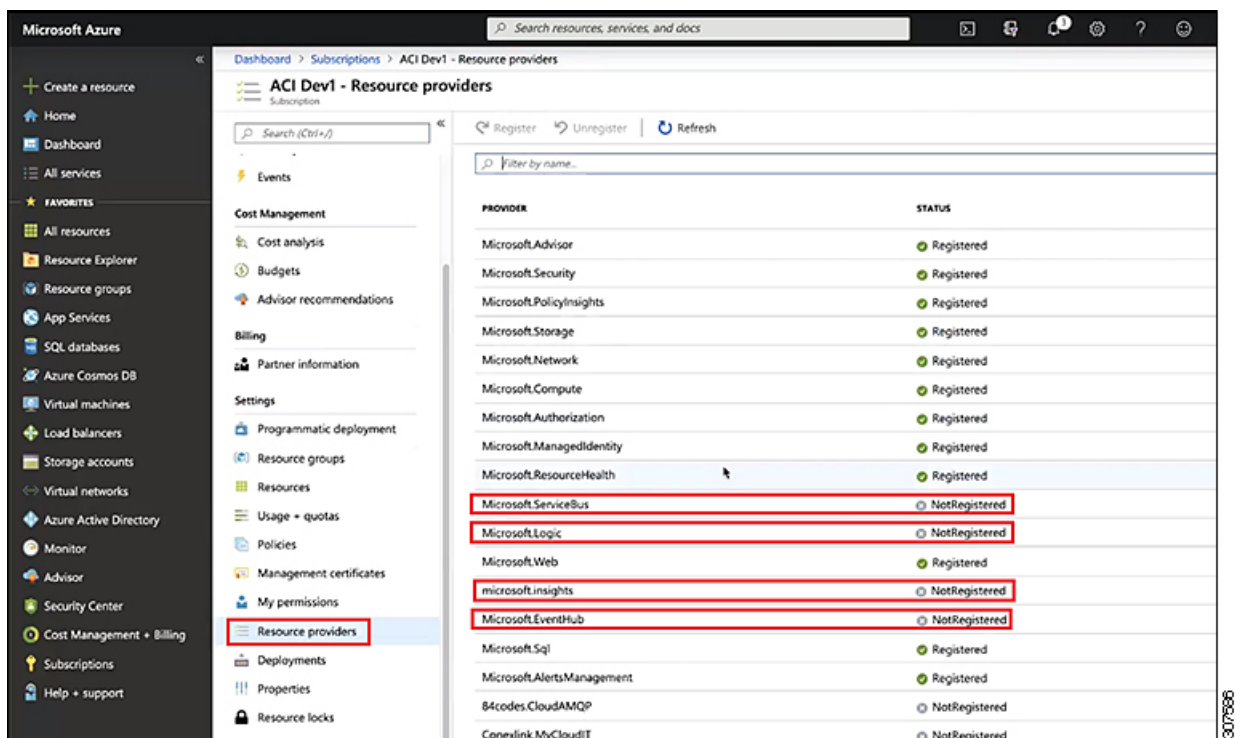 Microsoft Azure
Search resources, services, and docs
3
?
«
Create a resource
Home
Dashboard
All services
FAVORITES
All resources
Resource Explorer
Resource groups
App Services
SQL databases
Azure Cosmos DB
Virtual machines
Load balancers
Storage accounts
Virtual networks
Azure Active Directory
Monitor
Advisor
Security Center
Cost Management + Billing
Subscriptions
Help + support
Dashboard > Subscriptions > ACI Dev1 - Resource providers
ACI Dev1 - Resource providers
Subscription
Search (Ctrl+/)
«
Events
Cost Management
Cost analysis
Budgets
Advisor recommendations
Billing
Partner information
Settings
Programmatic deployment
Resource groups
Resources
Usage + quotas
Policies
Management certificates
My permissions
Resource providers
Deployments
Properties
Resource locks
Register Unregister Refresh
Filter by name...
PROVIDER STATUS
Microsoft.Advisor Registered
Microsoft.Security Registered
Microsoft.PolicyInsights Registered
Microsoft.Storage Registered
Microsoft.Network Registered
Microsoft.Compute Registered
Microsoft.Authorization Registered
Microsoft.ManagedIdentity Registered
Microsoft.ResourceHealth Registered
Microsoft.ServiceBus NotRegistered
Microsoft.Logic NotRegistered
Microsoft.Web Registered
microsoft.insights NotRegistered
Microsoft.EventHub NotRegistered
Microsoft.Sql Registered
Microsoft.AlertsManagement Registered
84codes.CloudAMQP NotRegistered
Conexlink.MyCloudIT NotRegistered
307586